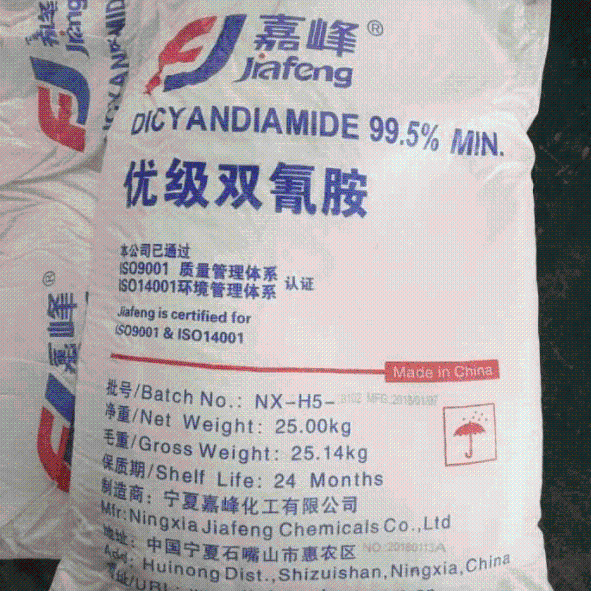 嘉峰®
Jiafeng
DICYANDIAMIDE 99.5% MIN.
优级双氰胺
本公司已通过
ISO9001 质量管理体系
ISO14001环境管理体系 认证
Jiafeng is certified for
ISO9001 & ISO14001
Made in China
批号/Batch No.: NX-H5-
净重/Net Weight: 25.00kg
毛重/Gross Weight: 25.14kg
保质期/Shelf Life: 24 Months
制造商: 宁夏嘉峰化工有限公司
Mfr:Ningxia Jiafeng Chemicals Co.,Ltd
地址: 中国宁夏石嘴山市惠农区 NO:20180113A
Add: Huinong Dist.,Shizuishan,Ningxia,China